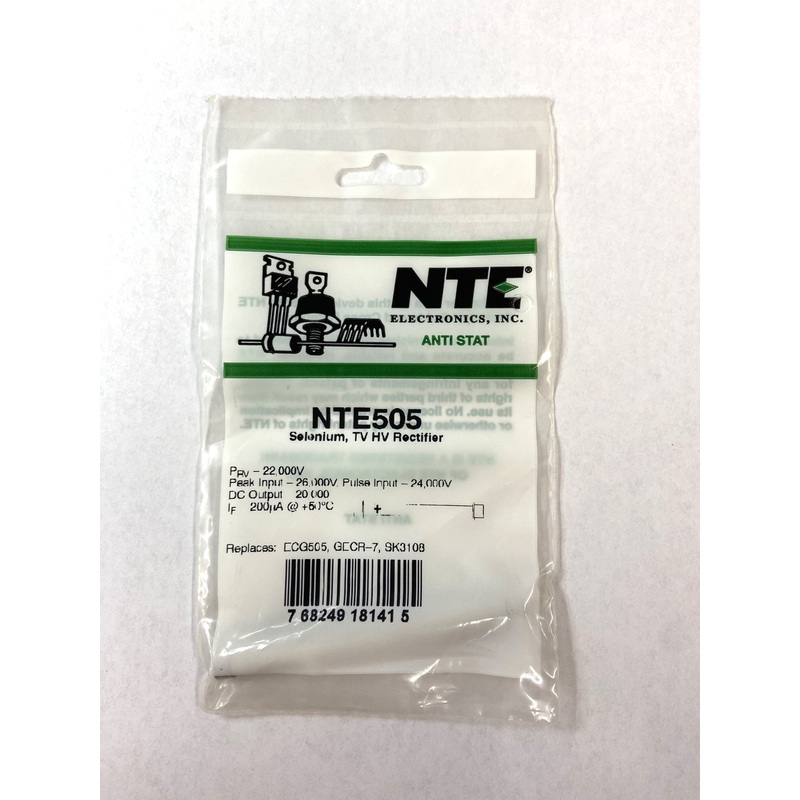 NTE®
ELECTRONICS, INC.
ANTI STAT
NTE505
Selenium, TV HV Rectifier
PRV – 22,000V
Peak Input – 26,000V, Pulse Input – 24,000V
DC Output 20,000
IF 200µA @ +50°C +
Replaces: ECG505, GECR–7, SK3108
7 68249 18141 5